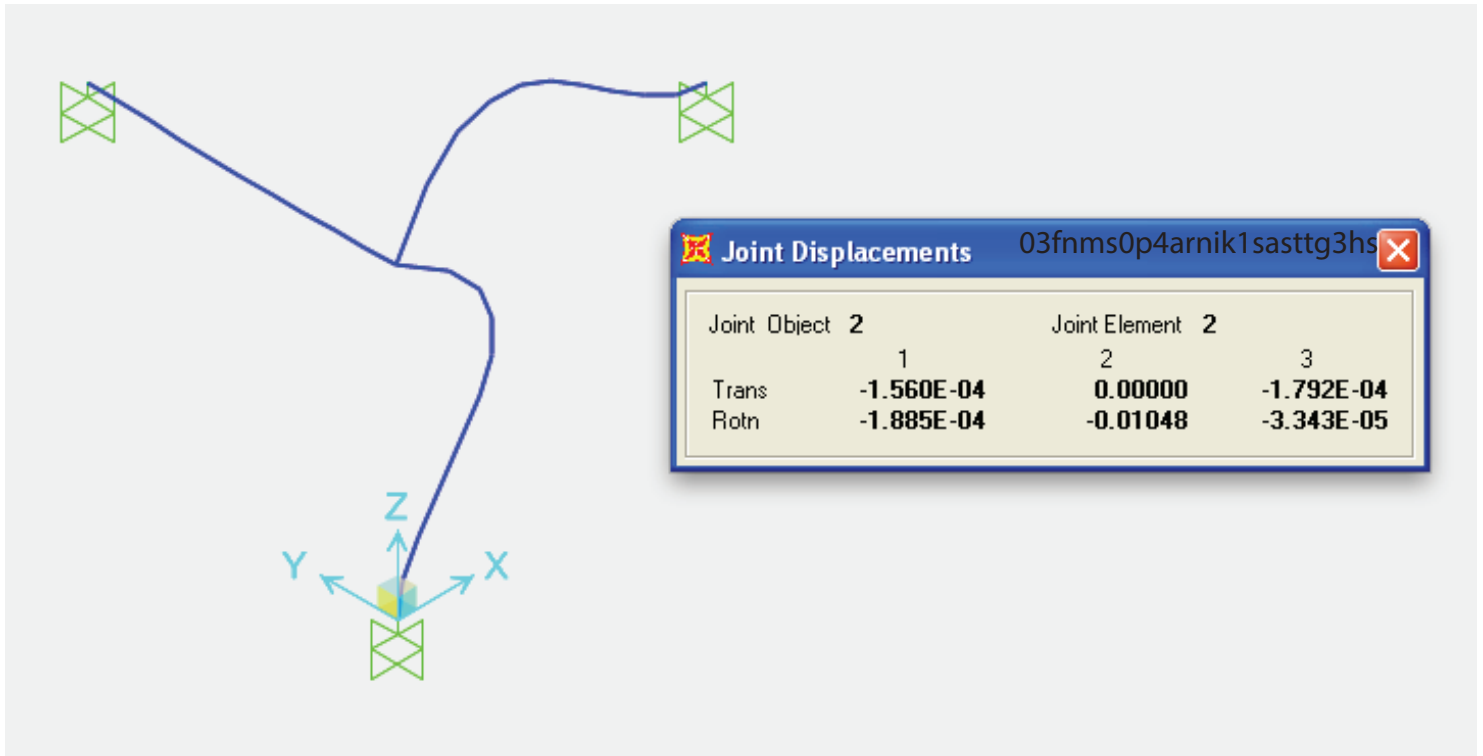 Joint Displacements 03fnms0p4arnik1sasttg3hs
Joint Object 2 Joint Element 2
1 2 3
Trans -1.560E-04 0.00000 -1.792E-04
Rotn -1.885E-04 -0.01048 -3.343E-05
Z
Y X